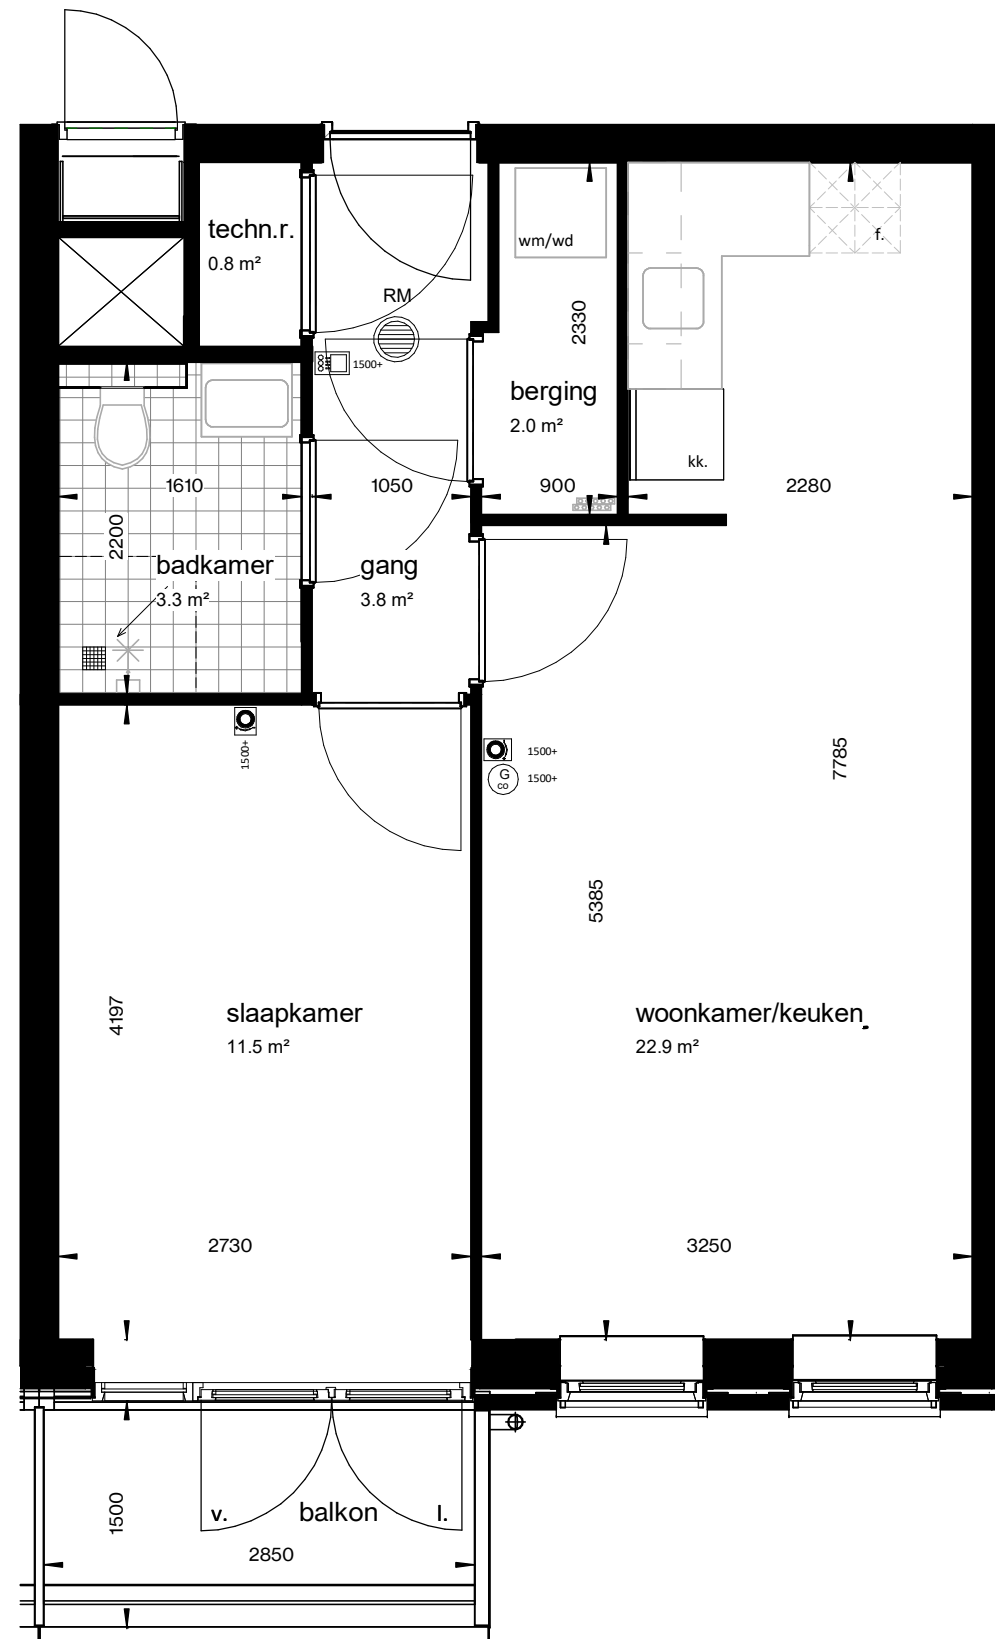 techn.r.
0.8 m²
RM
1500+
wm/wd
2330
f.
berging
2.0 m²
kk.
1610
1050
900
2280
2200
badkamer
3.3 m²
gang
3.8 m²
1500+
1500+
G
co
1500+
7785
5385
4197
slaapkamer
11.5 m²
woonkamer/keuken
22.9 m²
2730
3250
1500
v.
balkon
l.
2850